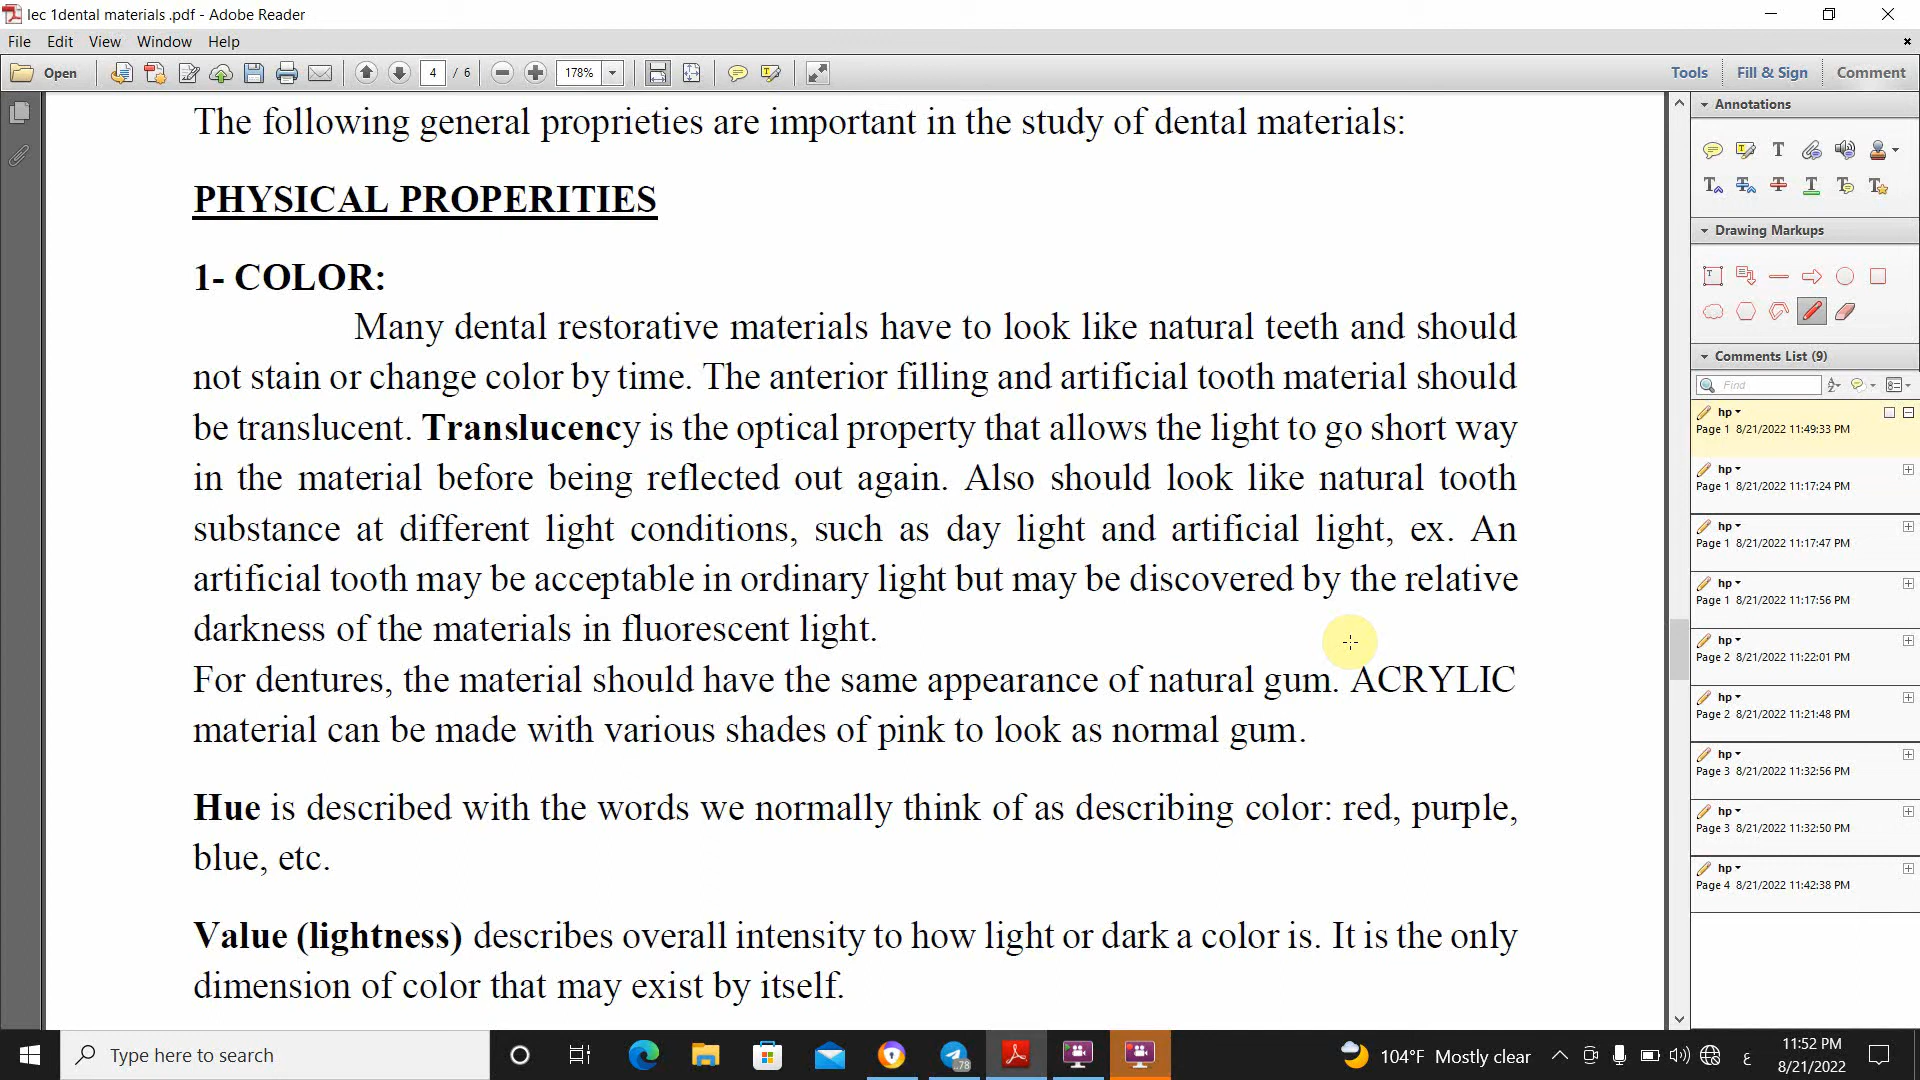 lec 1dental materials .pdf - Adobe Reader
File Edit View Window Help
Open 4 / 6 178% Tools Fill & Sign Comment
The following general proprieties are important in the study of dental materials:
PHYSICAL PROPERITIES
1- COLOR:
Many dental restorative materials have to look like natural teeth and should
not stain or change color by time. The anterior filling and artificial tooth material should
be translucent. Translucency is the optical property that allows the light to go short way
in the material before being reflected out again. Also should look like natural tooth
substance at different light conditions, such as day light and artificial light, ex. An
artificial tooth may be acceptable in ordinary light but may be discovered by the relative
darkness of the materials in fluorescent light.
For dentures, the material should have the same appearance of natural gum. ACRYLIC
material can be made with various shades of pink to look as normal gum.
Hue is described with the words we normally think of as describing color: red, purple,
blue, etc.
Value (lightness) describes overall intensity to how light or dark a color is. It is the only
dimension of color that may exist by itself.
Annotations
Drawing Markups
Comments List (9)
Find
hp
Page 1 8/21/2022 11:49:33 PM
hp
Page 1 8/21/2022 11:17:24 PM
hp
Page 1 8/21/2022 11:17:47 PM
hp
Page 1 8/21/2022 11:17:56 PM
hp
Page 2 8/21/2022 11:22:01 PM
hp
Page 2 8/21/2022 11:21:48 PM
hp
Page 3 8/21/2022 11:32:56 PM
hp
Page 3 8/21/2022 11:32:50 PM
hp
Page 4 8/21/2022 11:42:38 PM
Type here to search
78
104°F Mostly clear
ع
11:52 PM
8/21/2022